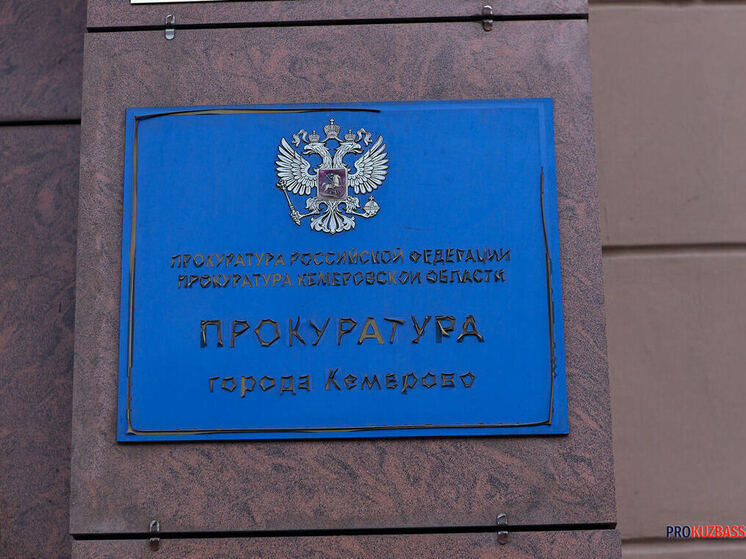 ПРОКУРАТУРА РОССИЙСКОЙ ФЕДЕРАЦИИ
ПРОКУРАТУРА КЕМЕРОВСКОЙ ОБЛАСТИ
ПРОКУРАТУРА
города Кемерово
PROKUZBASS